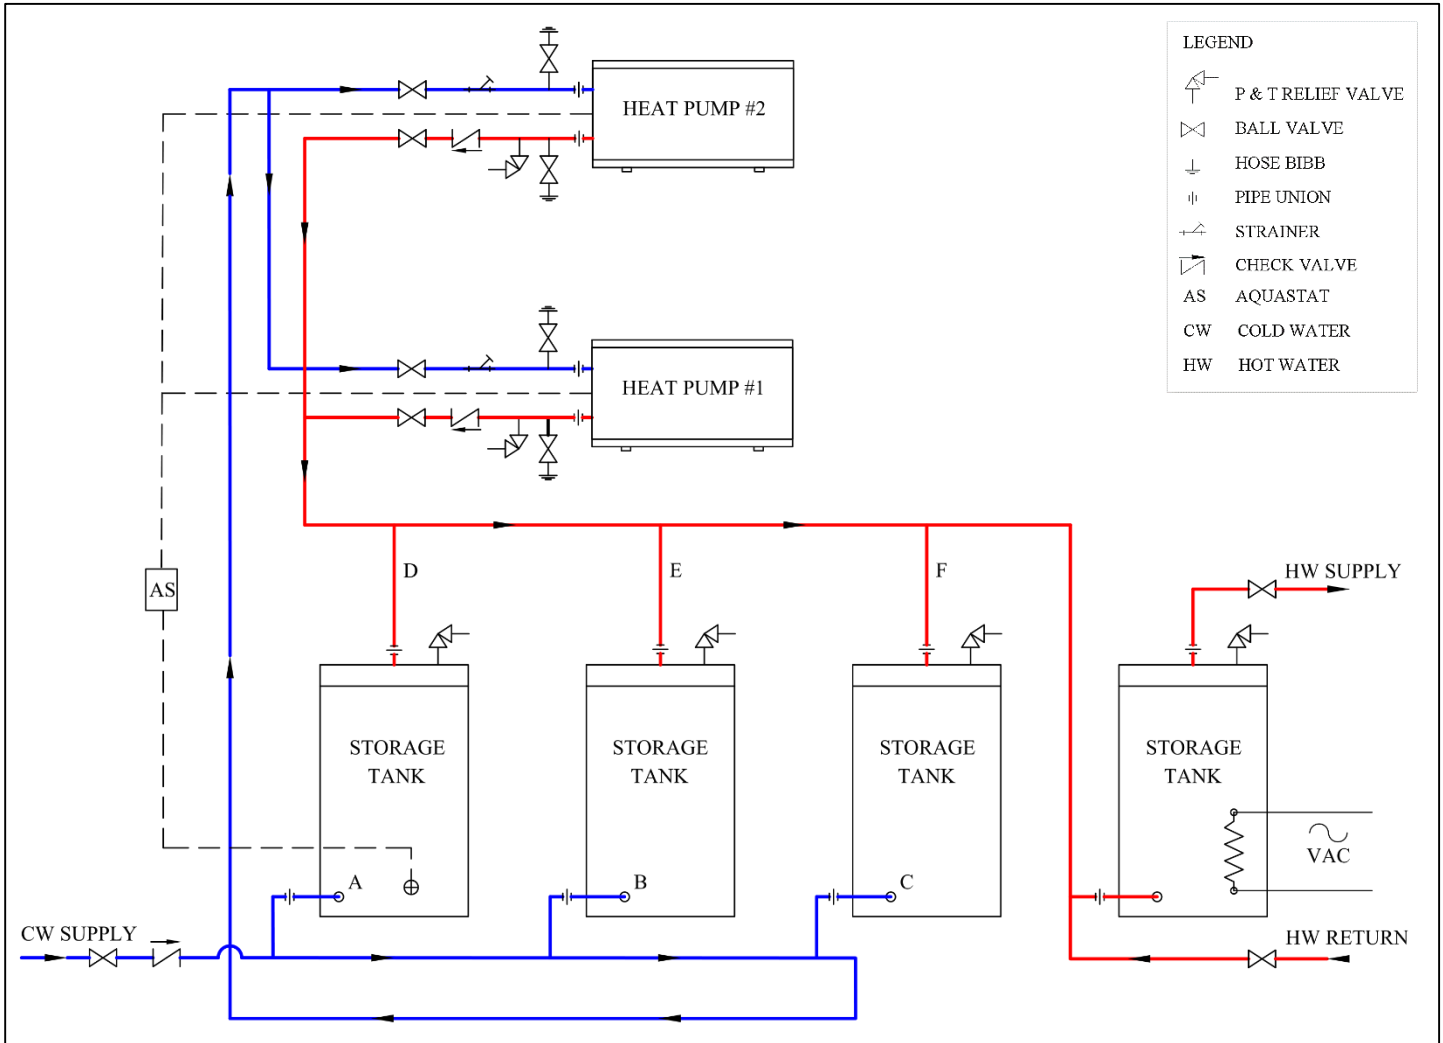 LEGEND
P & T RELIEF VALVE
BALL VALVE
HOSE BIBB
PIPE UNION
STRAINER
CHECK VALVE
AS AQUASTAT
CW COLD WATER
HW HOT WATER
HEAT PUMP #2
HEAT PUMP #1
AS
D
E
F
HW SUPPLY
STORAGE
TANK
STORAGE
TANK
STORAGE
TANK
STORAGE
TANK
VAC
A
B
C
CW SUPPLY
HW RETURN